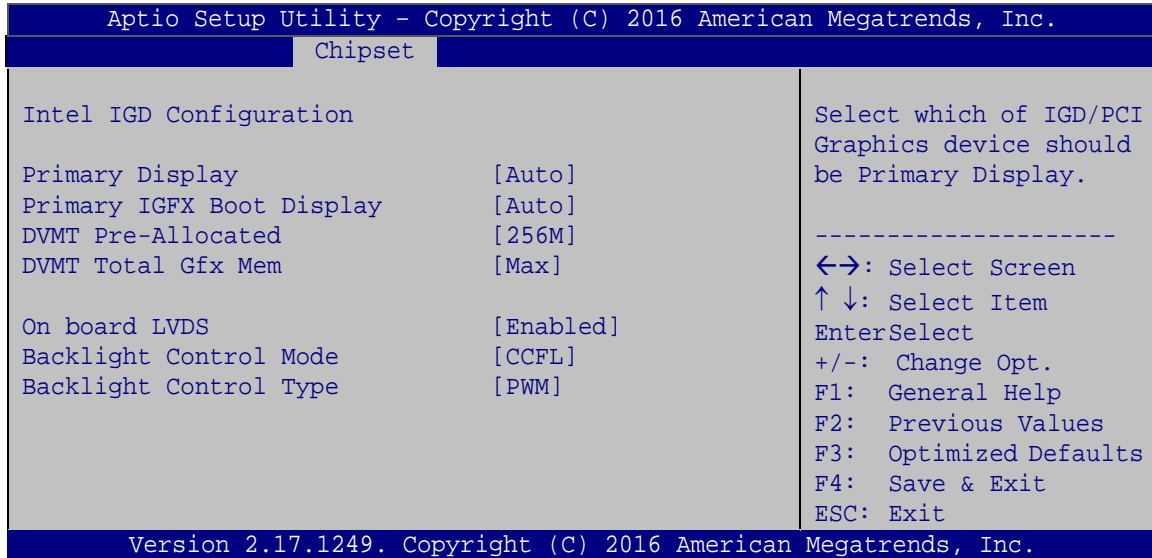 Aptio Setup Utility – Copyright (C) 2016 American Megatrends, Inc.
Chipset
Intel IGD Configuration
Primary Display [Auto]
Primary IGFX Boot Display [Auto]
DVMT Pre-Allocated [256M]
DVMT Total Gfx Mem [Max]
On board LVDS [Enabled]
Backlight Control Mode [CCFL]
Backlight Control Type [PWM]
Select which of IGD/PCI
Graphics device should
be Primary Display.
---------------------
←→: Select Screen
↑ ↓: Select Item
EnterSelect
+/-: Change Opt.
F1: General Help
F2: Previous Values
F3: Optimized Defaults
F4: Save & Exit
ESC: Exit
Version 2.17.1249. Copyright (C) 2016 American Megatrends, Inc.